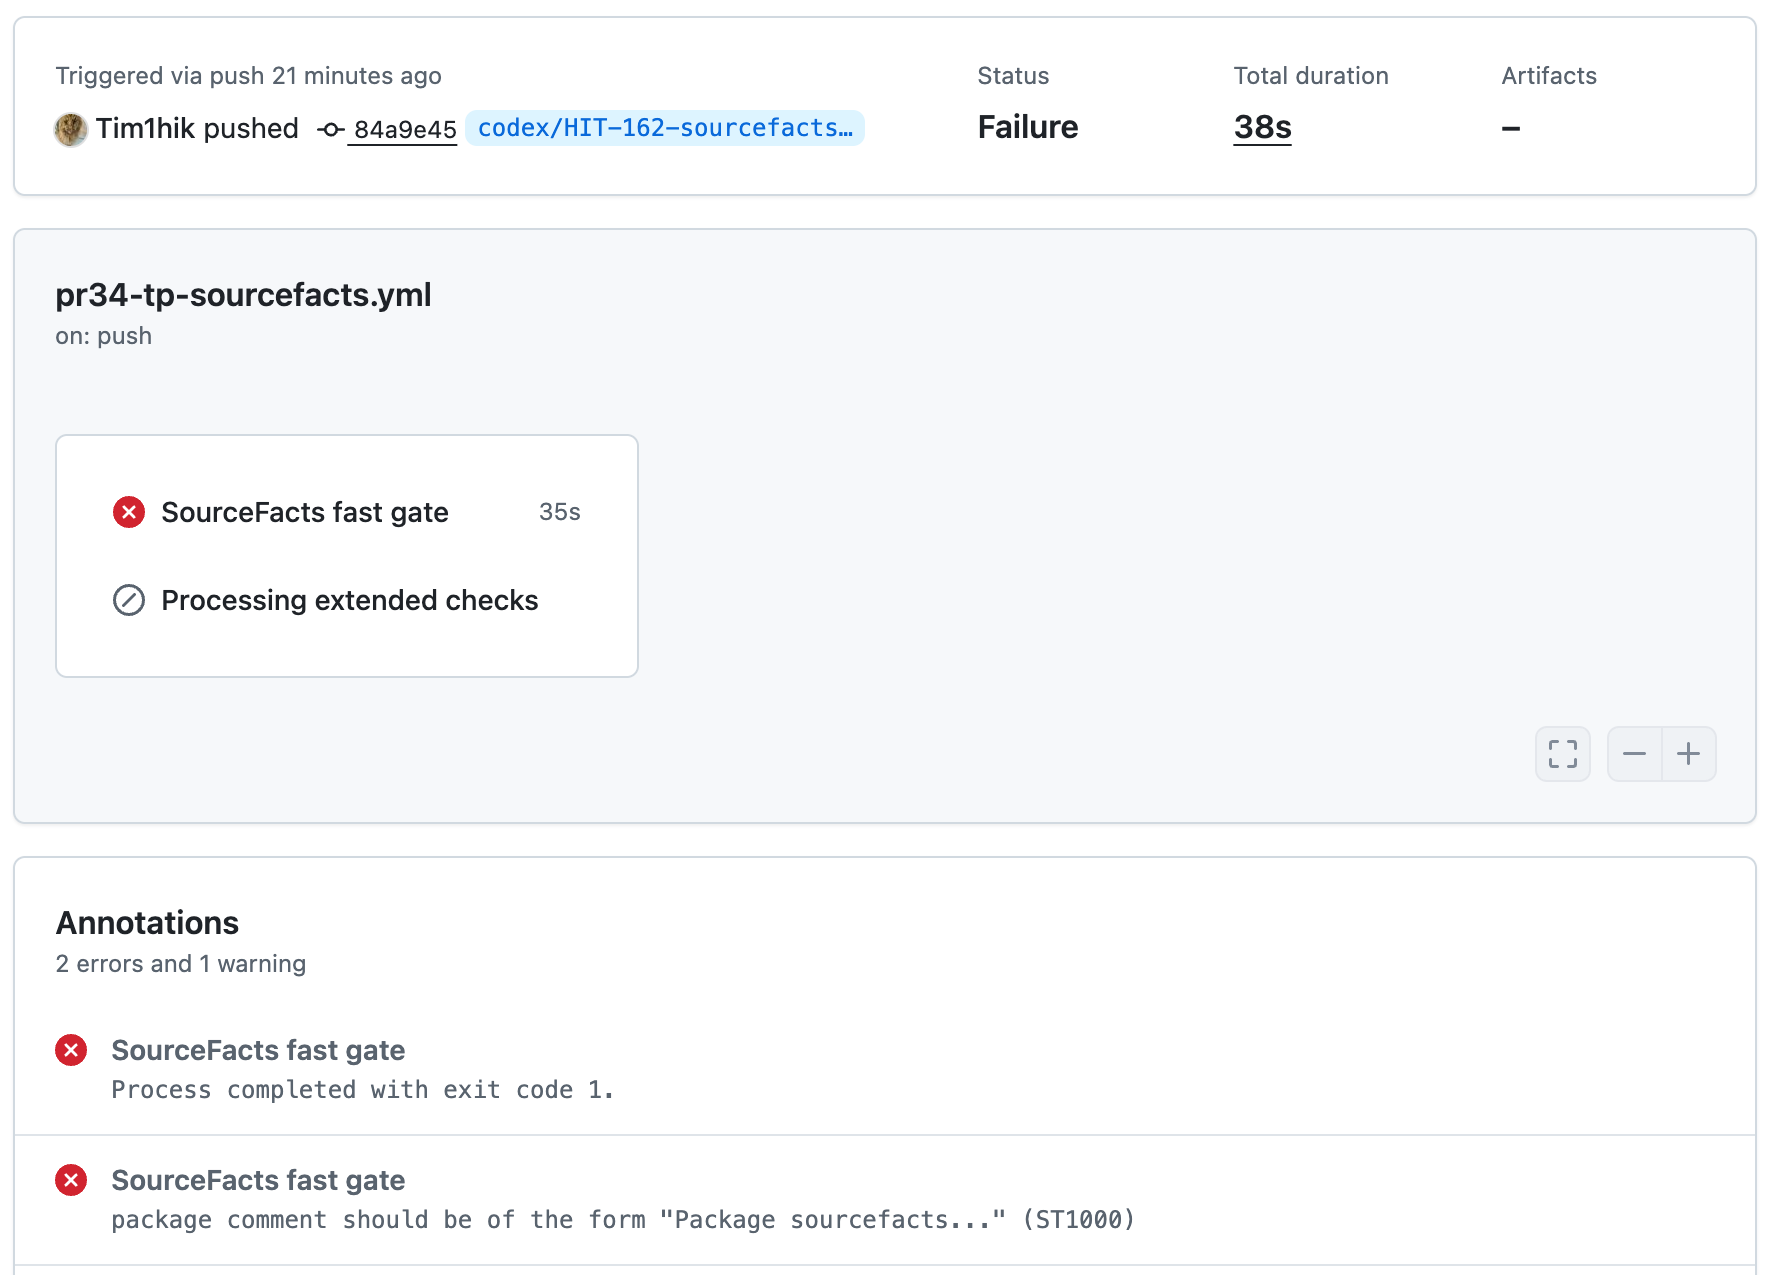 Triggered via push 21 minutes ago
Status
Total duration
Artifacts
Tim1hik pushed 84a9e45 codex/HIT-162-sourcefacts…
Failure
38s
–
pr34-tp-sourcefacts.yml
on: push
SourceFacts fast gate 35s
Processing extended checks
Annotations
2 errors and 1 warning
SourceFacts fast gate
Process completed with exit code 1.
SourceFacts fast gate
package comment should be of the form "Package sourcefacts..." (ST1000)